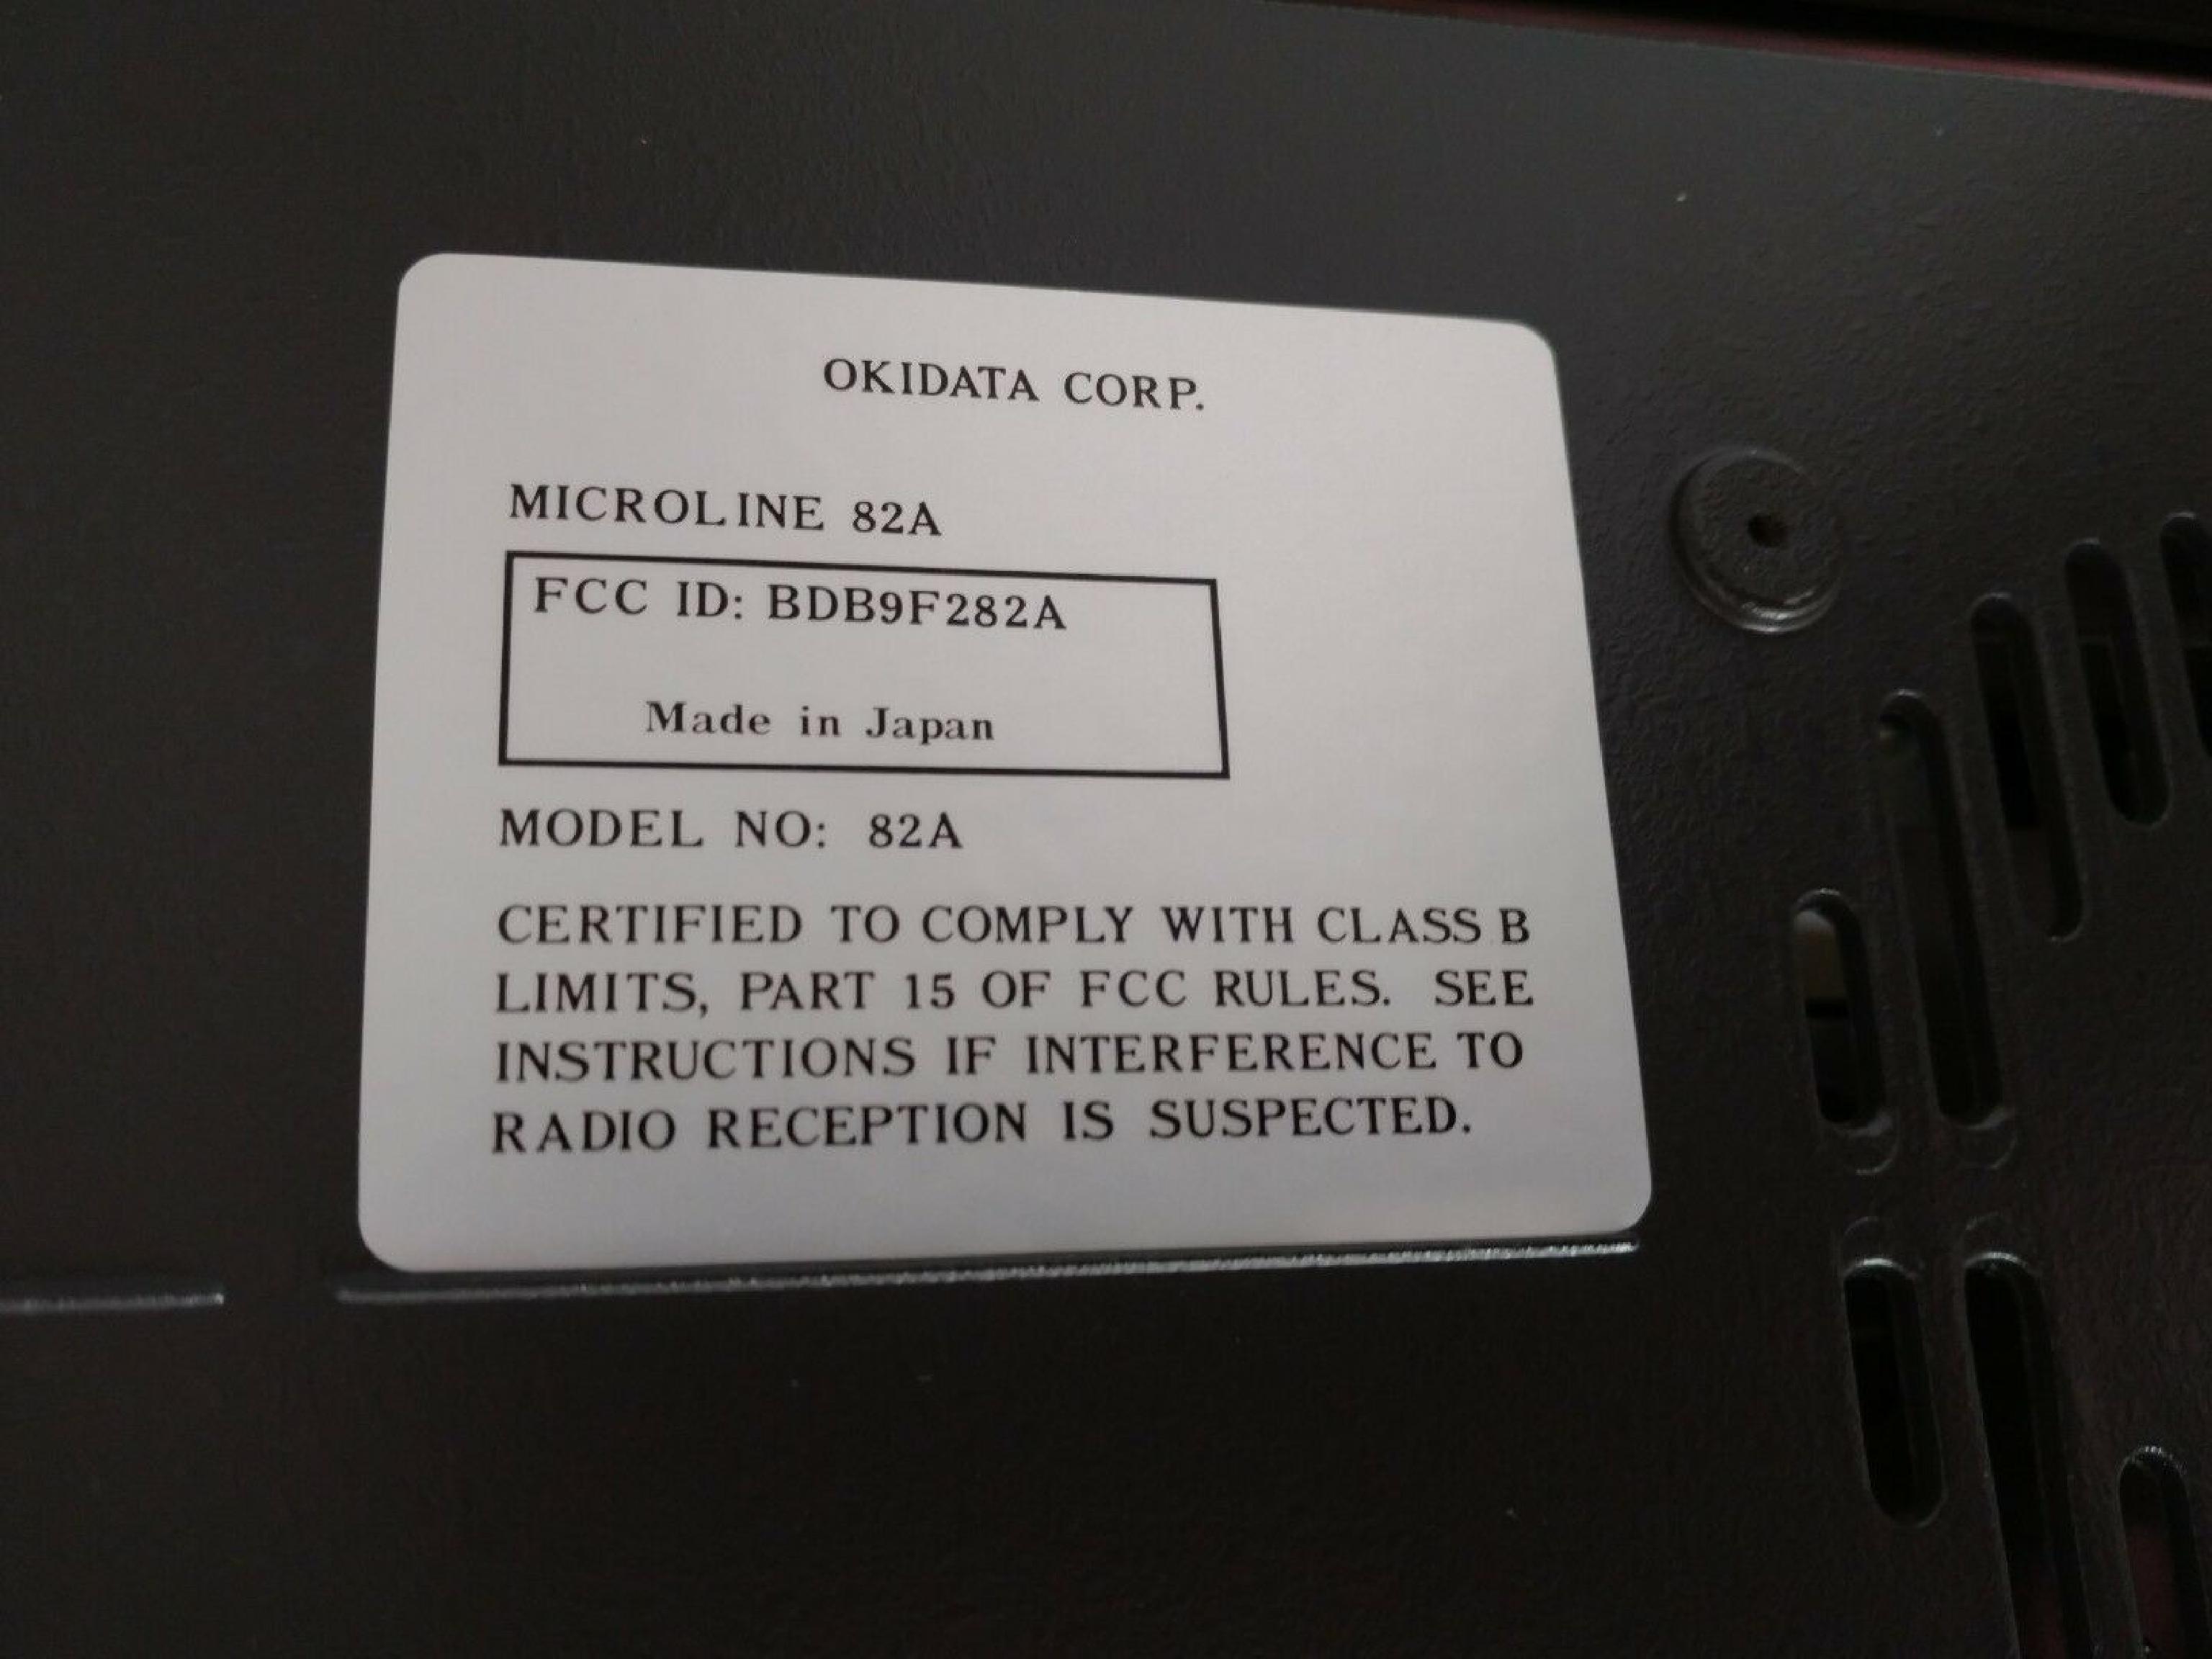 OKIDATA CORP.
MICROLINE 82A
FCC ID: BDB9F282A
Made in Japan
MODEL NO: 82A
CERTIFIED TO COMPLY WITH CLASS B
LIMITS, PART 15 OF FCC RULES. SEE
INSTRUCTIONS IF INTERFERENCE TO
RADIO RECEPTION IS SUSPECTED.